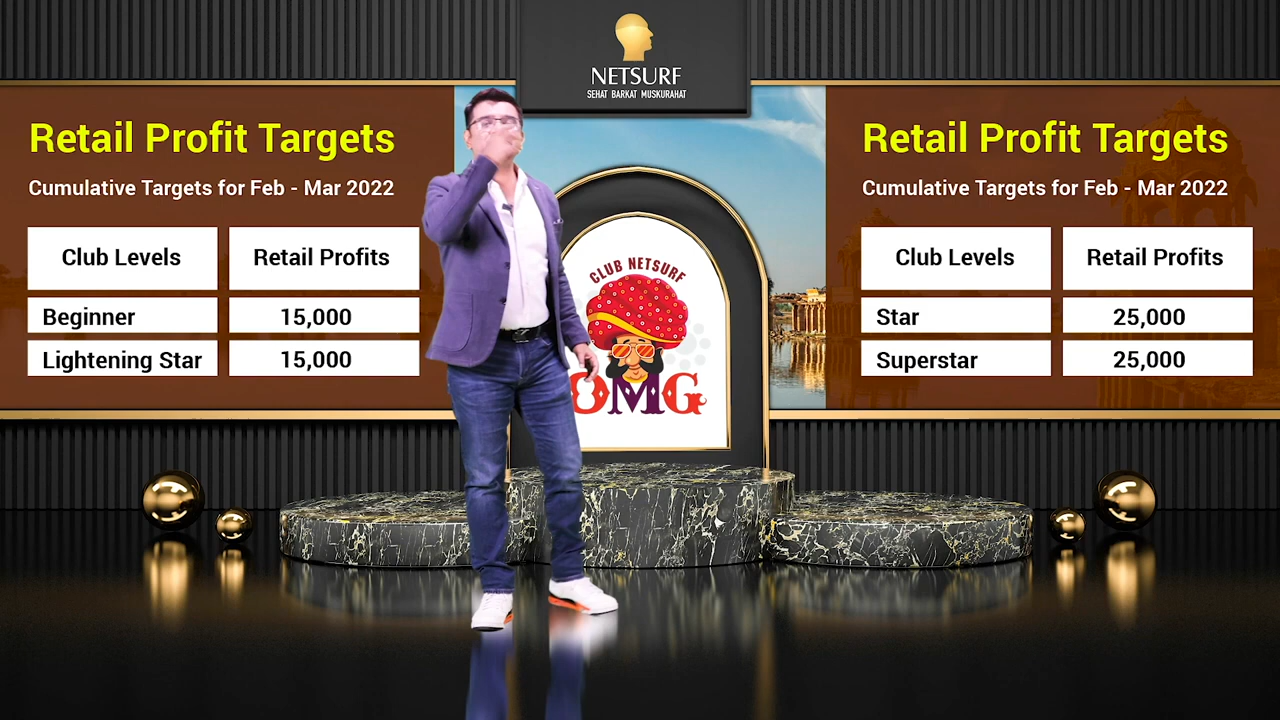 NETSURF
SEHAT BARKAT MUSKURAHAT
Retail Profit Targets
Cumulative Targets for Feb - Mar 2022
Club Levels Retail Profits
Beginner 15,000
Lightening Star 15,000
CLUB NETSURF
OMG
Retail Profit Targets
Cumulative Targets for Feb - Mar 2022
Club Levels Retail Profits
Star 25,000
Superstar 25,000